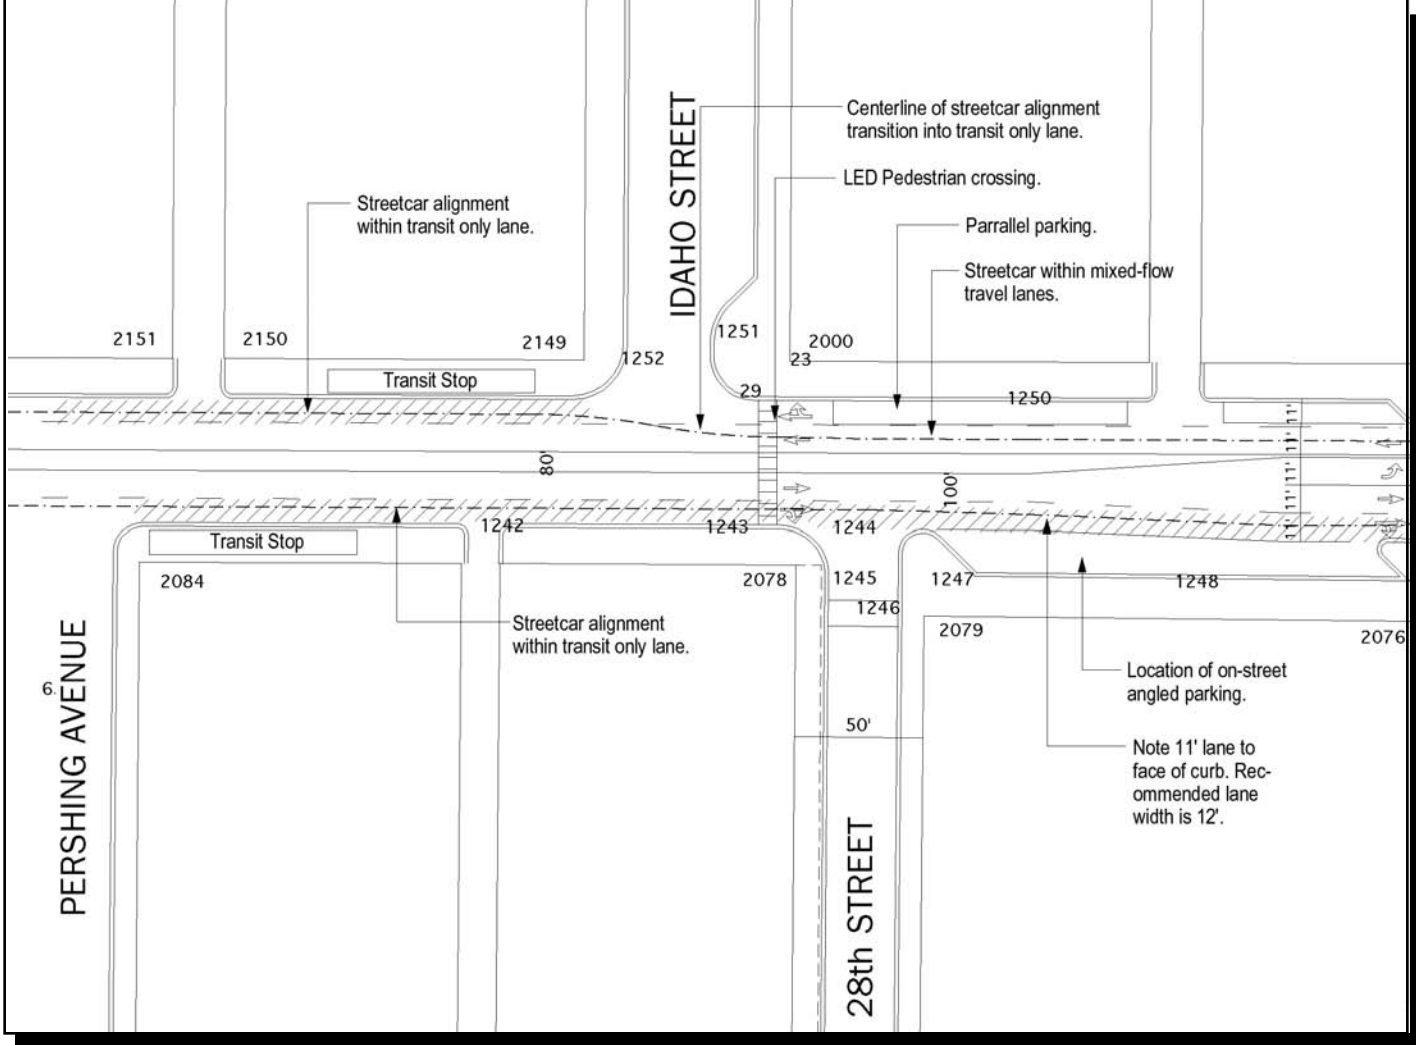 Centerline of streetcar alignment
transition into transit only lane.
LED Pedestrian crossing.
Streetcar alignment
within transit only lane.
Parrallel parking.
Streetcar within mixed-flow
travel lanes.
IDAHO STREET
2151
2150
2149
1252
1251
2000
23
Transit Stop
29
1250
11'
11'
80'
100'
11'
11'
11'
1242
1243
1244
Transit Stop
2084
2078
1245
1246
1247
1248
2079
2076
Streetcar alignment
within transit only lane.
PERSHING AVENUE
6.
Location of on-street
angled parking.
50'
Note 11' lane to
face of curb. Rec-
ommended lane
width is 12'.
28th STREET